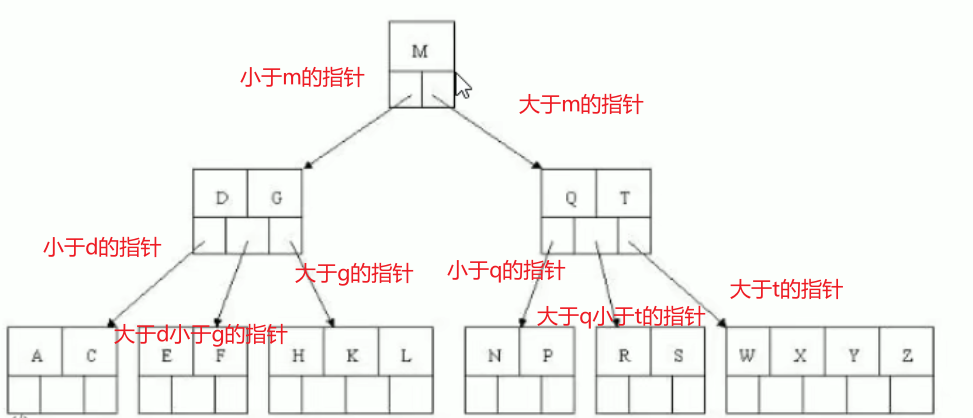 M
小于m的指针
大于m的指针
D G
Q T
小于d的指针
大于g的指针
小于q的指针
大于t的指针
大于d小于g的指针
大于q小于t的指针
A C
E F
H K L
N P
R S
W X Y Z